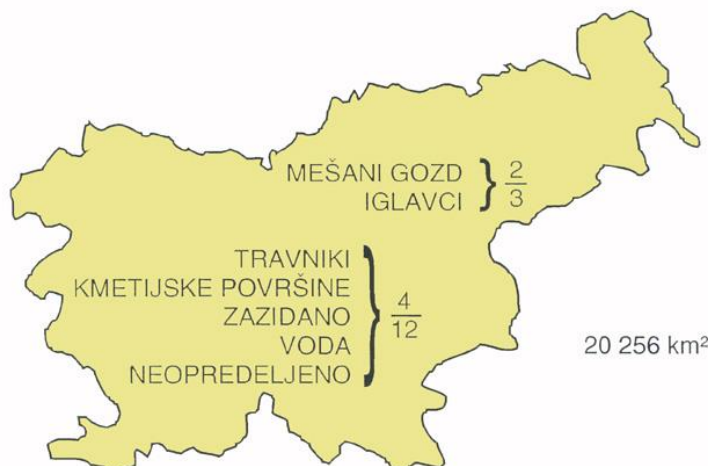 MEŠANI GOZD
IGLAVCI
2/3
TRAVNIKI
KMETIJSKE POVRŠINE
ZAZIDANO
VODA
NEOPREDELJENO
4/12
20 256 km²